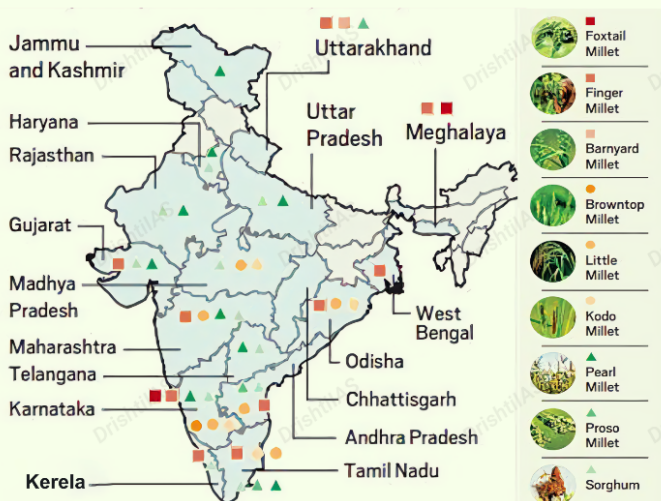 Jammu
and Kashmir
Uttarakhand
Haryana
Uttar
Pradesh
Meghalaya
Rajasthan
Gujarat
Madhya
Pradesh
West
Bengal
Maharashtra
Odisha
Telangana
Chhattisgarh
Karnataka
Andhra Pradesh
Tamil Nadu
Kerela
Foxtail
Millet
Finger
Millet
Barnyard
Millet
Browntop
Millet
Little
Millet
Kodo
Millet
Pearl
Millet
Proso
Millet
Sorghum
DrishtiIAS